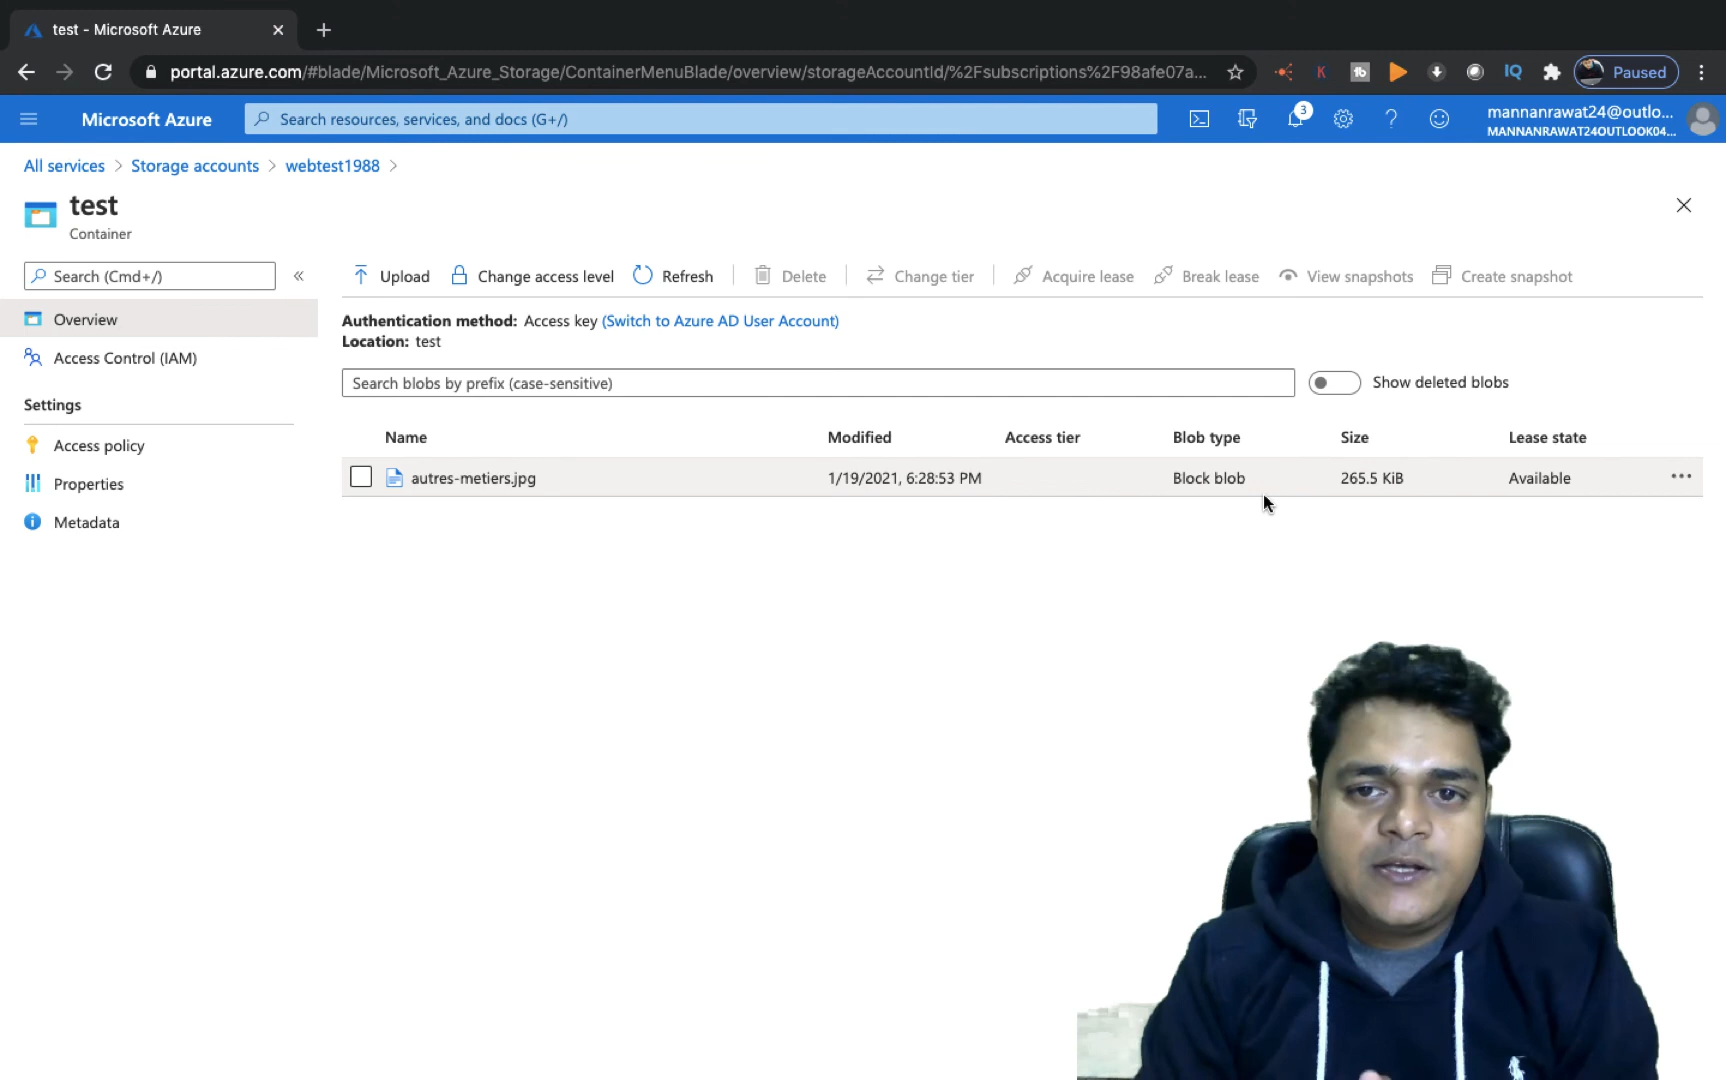 test - Microsoft Azure
portal.azure.com/#blade/Microsoft_Azure_Storage/ContainerMenuBlade/overview/storageAccountId/%2Fsubscriptions%2F98afe07a...
K
tb
IQ
Paused
Microsoft Azure
Search resources, services, and docs (G+/)
3
mannanrawat24@outlo...
MANNANRAWAT24OUTLOOK04...
All services > Storage accounts > webtest1988 >
test
Container
Search (Cmd+/)
«
Upload
Change access level
Refresh
Delete
Change tier
Acquire lease
Break lease
View snapshots
Create snapshot
Overview
Access Control (IAM)
Settings
Access policy
Properties
Metadata
Authentication method: Access key (Switch to Azure AD User Account)
Location: test
Search blobs by prefix (case-sensitive)
Show deleted blobs
Name Modified Access tier Blob type Size Lease state
autres-metiers.jpg 1/19/2021, 6:28:53 PM Block blob 265.5 KiB Available